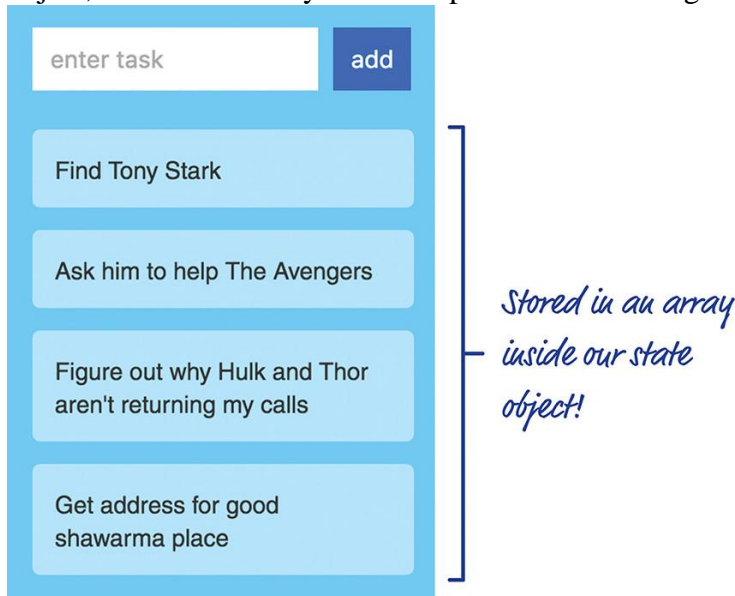 enter task
add
Find Tony Stark
Ask him to help The Avengers
Figure out why Hulk and Thor
aren't returning my calls
Get address for good
shawarma place
Stored in an array
inside our state
object!